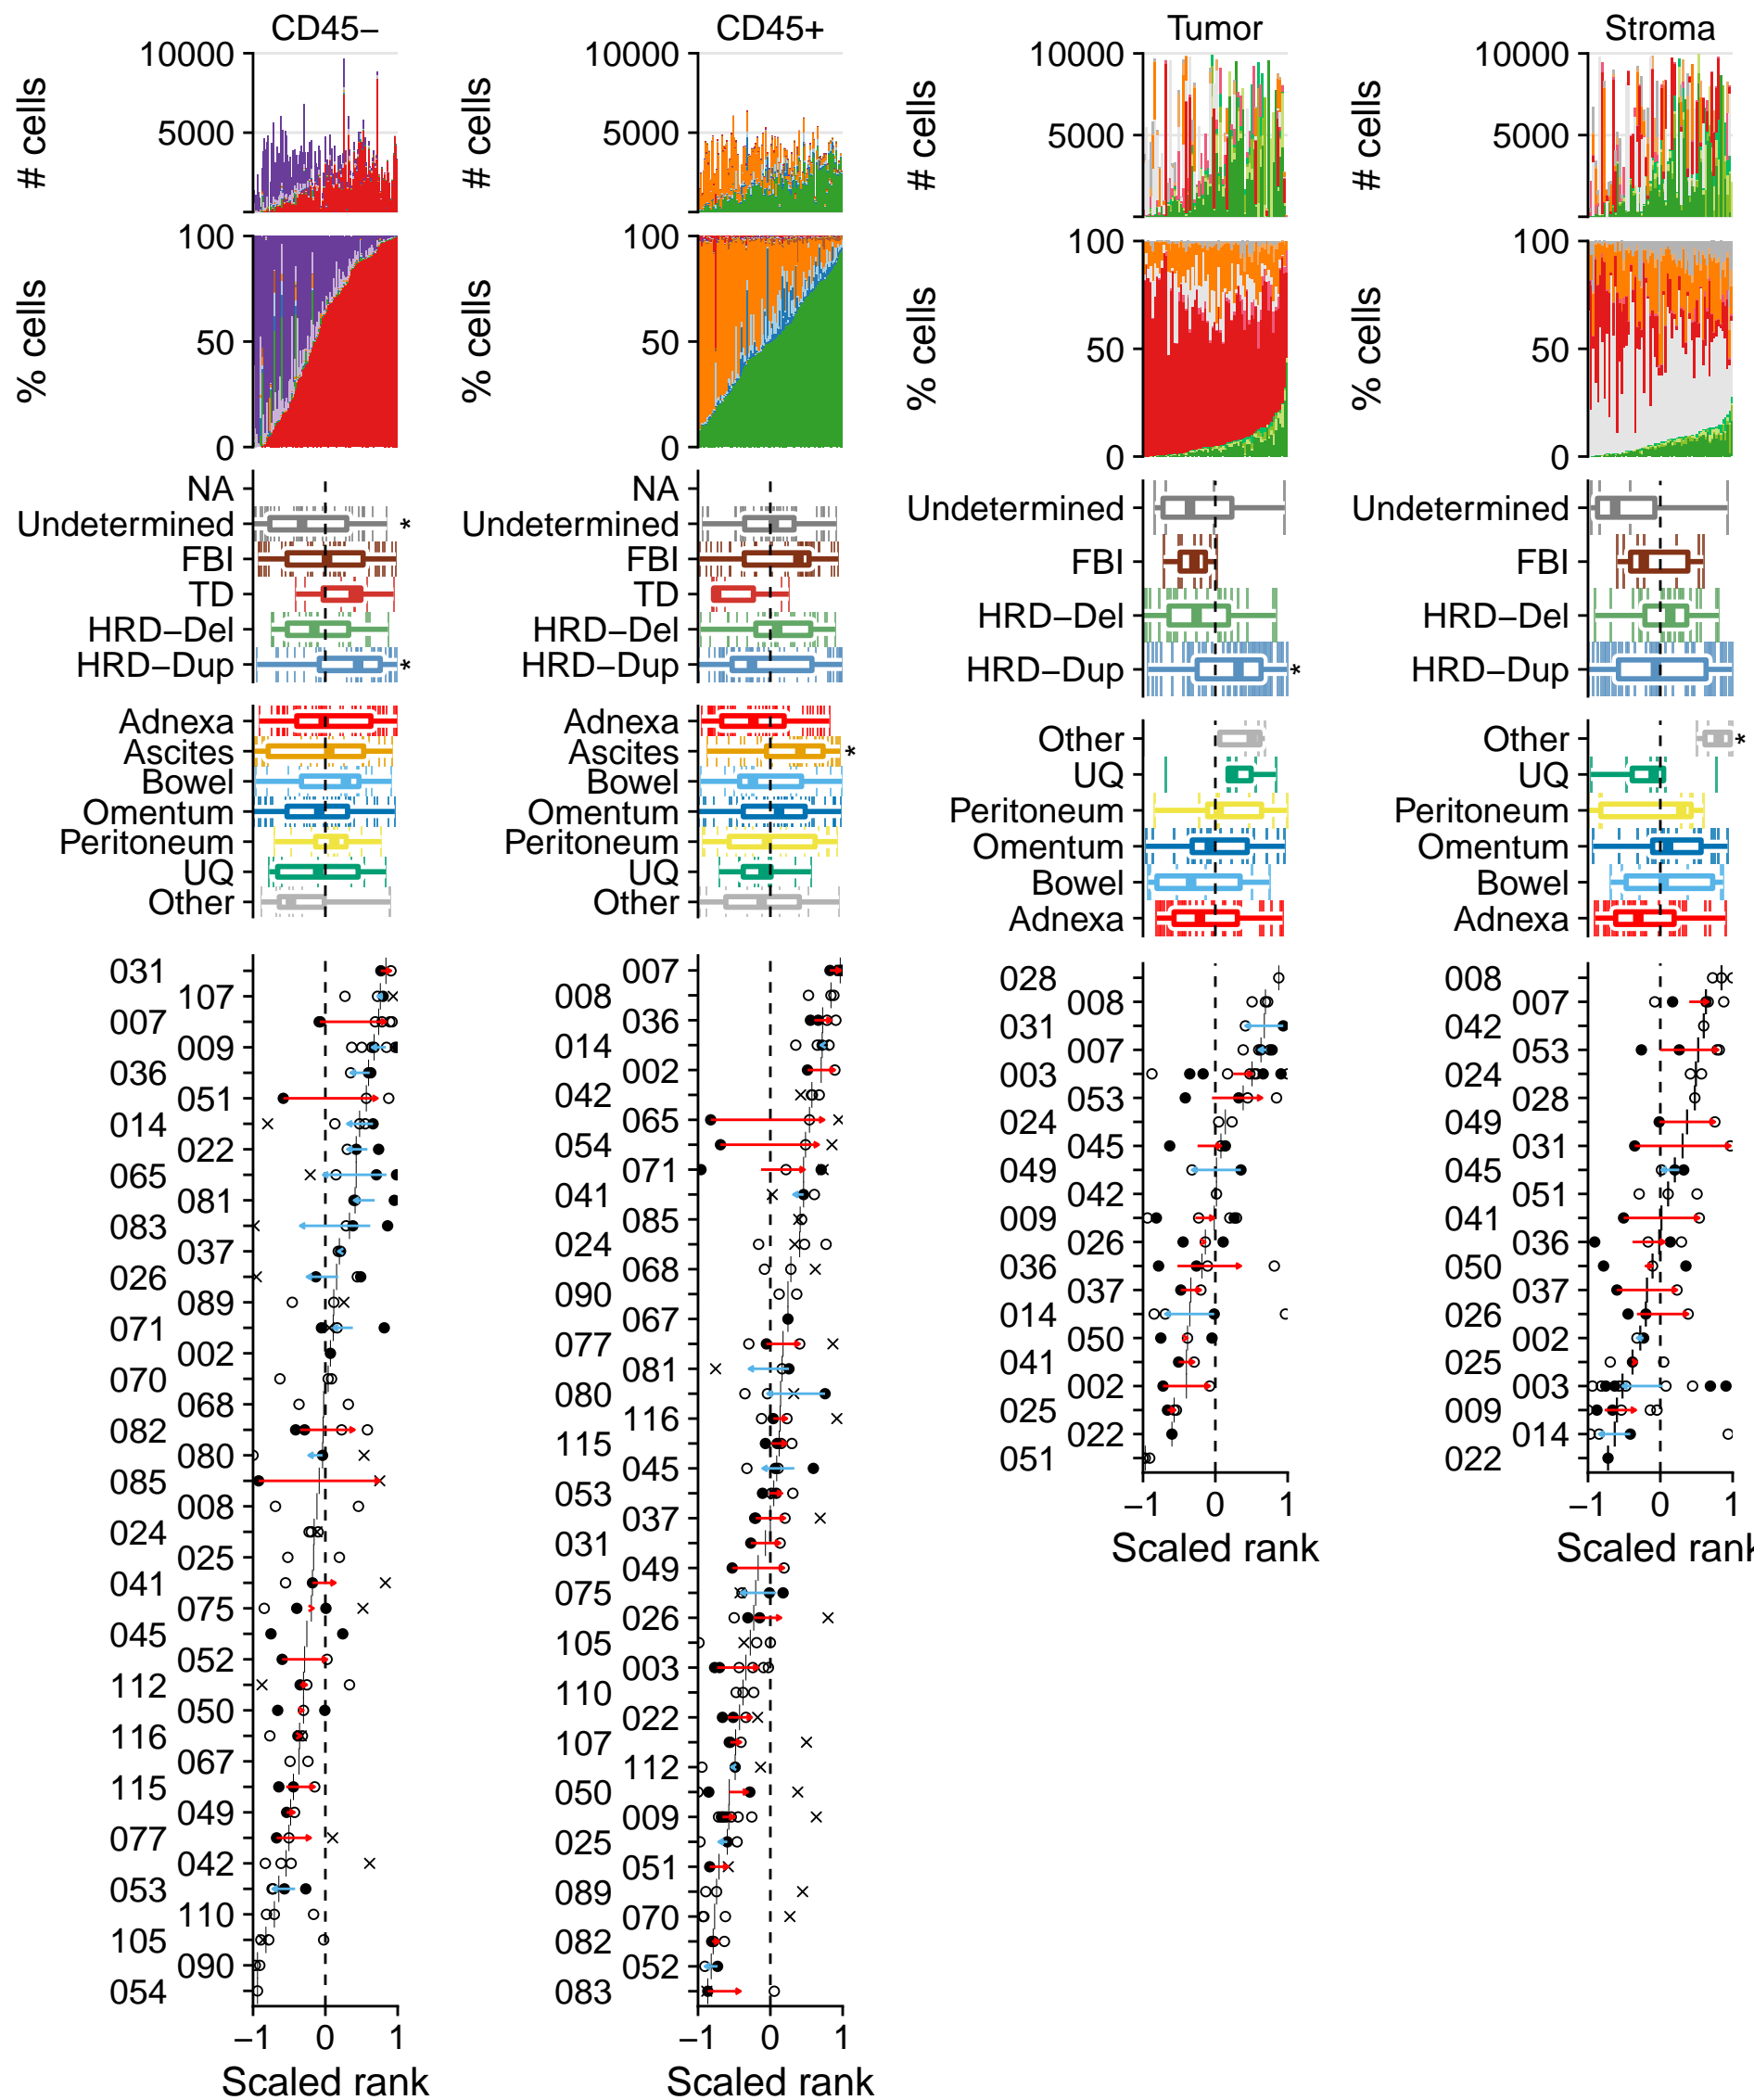 CD45–
10000
5000
# cells
100
50
0
% cells
NA
Undetermined
FBI
TD
HRD–Del
HRD–Dup
*
*
Adnexa
Ascites
Bowel
Omentum
Peritoneum
UQ
Other
031
107
007
009
036
051
014
022
065
081
083
037
026
089
071
002
070
068
082
080
085
008
024
025
041
075
045
052
112
050
116
067
115
049
077
042
053
110
105
090
054
–1 0 1
Scaled rank
CD45+
10000
5000
# cells
100
50
0
% cells
NA
Undetermined
FBI
TD
HRD–Del
HRD–Dup
Adnexa
Ascites
*
Bowel
Omentum
Peritoneum
UQ
Other
007
008
036
014
002
042
065
054
071
041
085
024
068
090
067
077
081
080
116
115
045
053
037
031
049
075
026
105
003
110
022
107
112
050
009
025
051
089
070
082
052
083
–1 0 1
Scaled rank
Tumor
10000
5000
# cells
100
50
0
% cells
Undetermined
FBI
HRD–Del
HRD–Dup
*
Other
UQ
Peritoneum
Omentum
Bowel
Adnexa
028
008
031
007
003
053
024
045
049
042
009
026
036
037
014
050
041
002
025
022
051
–1 0 1
Scaled rank
Stroma
10000
5000
# cells
100
50
0
% cells
Undetermined
FBI
HRD–Del
HRD–Dup
Other
*
UQ
Peritoneum
Omentum
Bowel
Adnexa
008
007
042
053
024
028
049
031
045
051
041
036
050
037
026
002
025
003
009
014
022
–1 0 1
Scaled rank